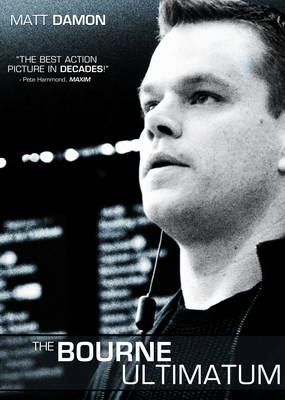 MATT DAMON
"THE BEST ACTION
PICTURE IN DECADES!"
- Pete Hammond, MAXIM
THE BOURNE
ULTIMATUM